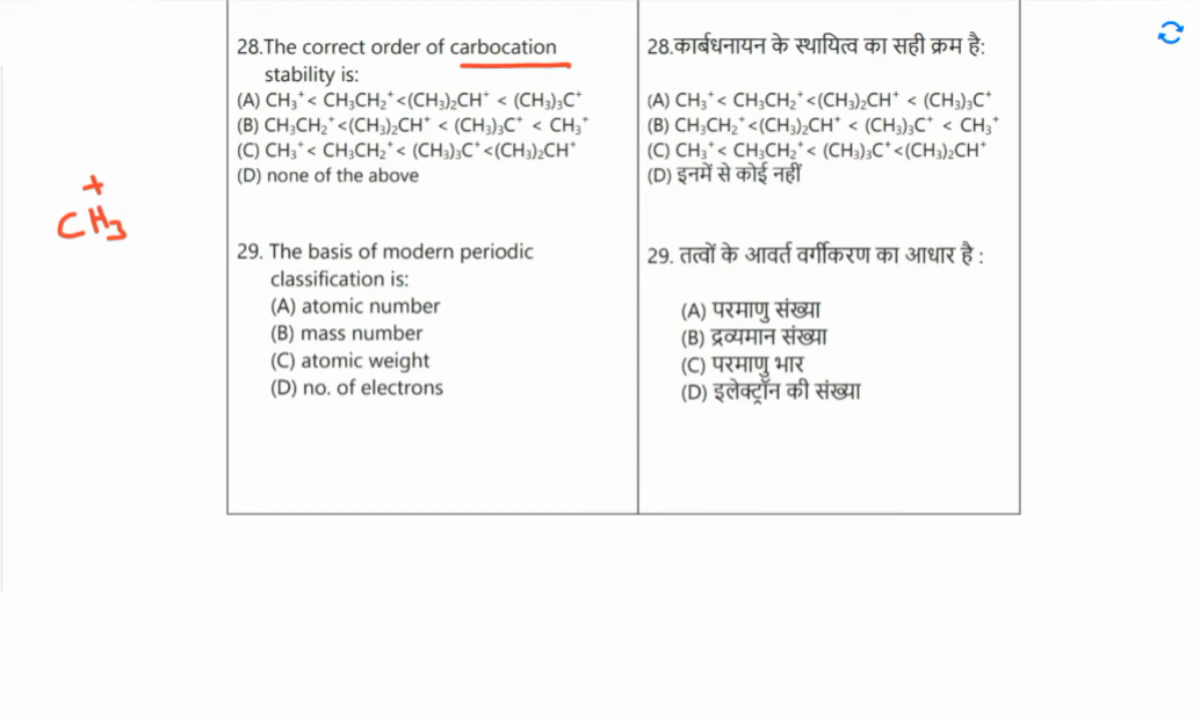 28.The correct order of carbocation
stability is:
(A) CH₃⁺< CH₃CH₂⁺<(CH₃)₂CH⁺ < (CH₃)₃C⁺
(B) CH₃CH₂⁺<(CH₃)₂CH⁺ < (CH₃)₃C⁺ < CH₃⁺
(C) CH₃⁺< CH₃CH₂⁺< (CH₃)₃C⁺<(CH₃)₂CH⁺
(D) none of the above
29. The basis of modern periodic
classification is:
(A) atomic number
(B) mass number
(C) atomic weight
(D) no. of electrons
28.कार्बधनायन के स्थायित्व का सही क्रम है:
(A) CH₃⁺< CH₃CH₂⁺<(CH₃)₂CH⁺ < (CH₃)₃C⁺
(B) CH₃CH₂⁺<(CH₃)₂CH⁺ < (CH₃)₃C⁺ < CH₃⁺
(C) CH₃⁺< CH₃CH₂⁺< (CH₃)₃C⁺<(CH₃)₂CH⁺
(D) इनमें से कोई नहीं
29. तत्वों के आवर्त वर्गीकरण का आधार है :
(A) परमाणु संख्या
(B) द्रव्यमान संख्या
(C) परमाणु भार
(D) इलेक्ट्रॉन की संख्या
+
CH₃